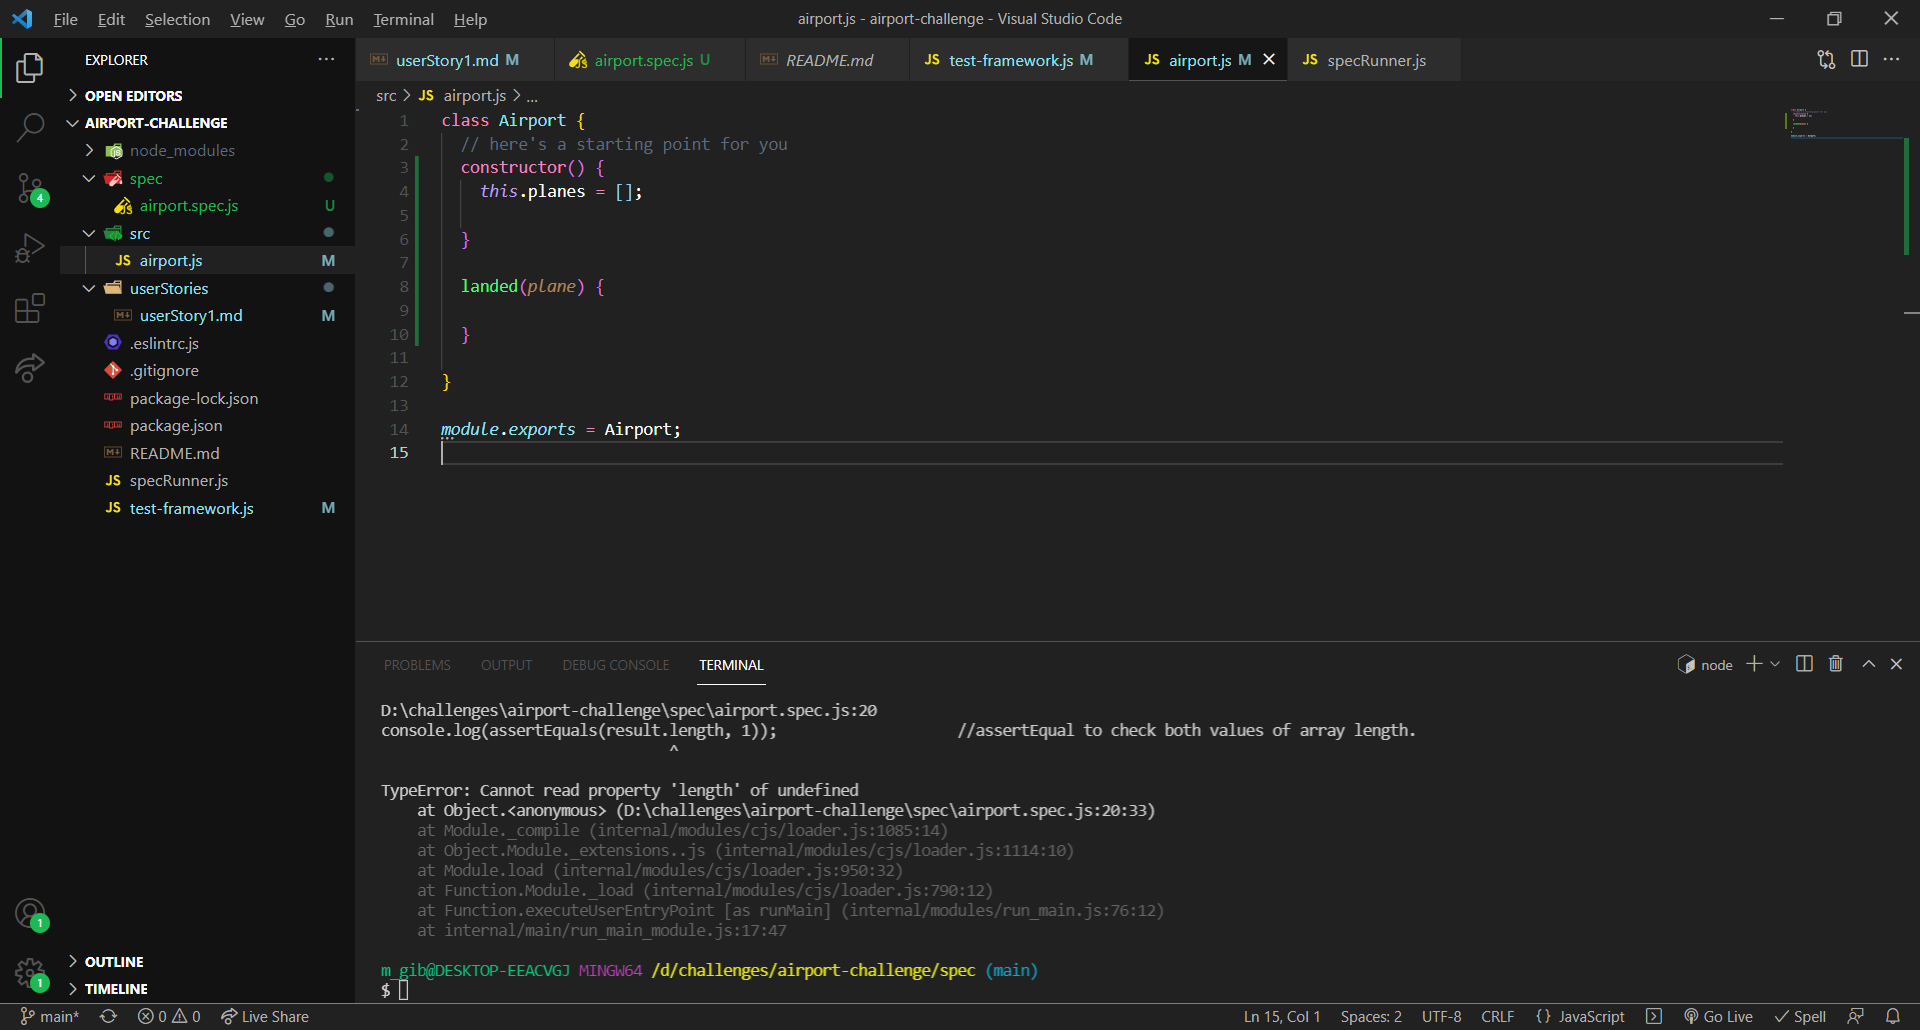 File Edit Selection View Go Run Terminal Help
airport.js - airport-challenge - Visual Studio Code
EXPLORER
OPEN EDITORS
AIRPORT-CHALLENGE
node_modules
spec
airport.spec.js U
src
airport.js M
userStories
userStory1.md M
.eslintrc.js
.gitignore
package-lock.json
package.json
README.md
JS specRunner.js
JS test-framework.js M
OUTLINE
TIMELINE
4
1
1
userStory1.md M airport.spec.js U README.md JS test-framework.js M JS airport.js M JS specRunner.js
src > JS airport.js > ...
1 class Airport {
2 // here's a starting point for you
3 constructor() {
4 this.planes = [];
5
6 }
7
8 landed(plane) {
9
10 }
11
12 }
13
14 module.exports = Airport;
15
PROBLEMS OUTPUT DEBUG CONSOLE TERMINAL
node
D:\challenges\airport-challenge\spec\airport.spec.js:20
console.log(assertEquals(result.length, 1)); //assertEqual to check both values of array length.
^
TypeError: Cannot read property 'length' of undefined
at Object.<anonymous> (D:\challenges\airport-challenge\spec\airport.spec.js:20:33)
at Module._compile (internal/modules/cjs/loader.js:1085:14)
at Object.Module._extensions..js (internal/modules/cjs/loader.js:1114:10)
at Module.load (internal/modules/cjs/loader.js:950:32)
at Function.Module._load (internal/modules/cjs/loader.js:790:12)
at Function.executeUserEntryPoint [as runMain] (internal/modules/run_main.js:76:12)
at internal/main/run_main_module.js:17:47
m_gib@DESKTOP-EEACVGJ MINGW64 /d/challenges/airport-challenge/spec (main)
$
main* 0 0 Live Share Ln 15, Col 1 Spaces: 2 UTF-8 CRLF {} JavaScript Go Live Spell